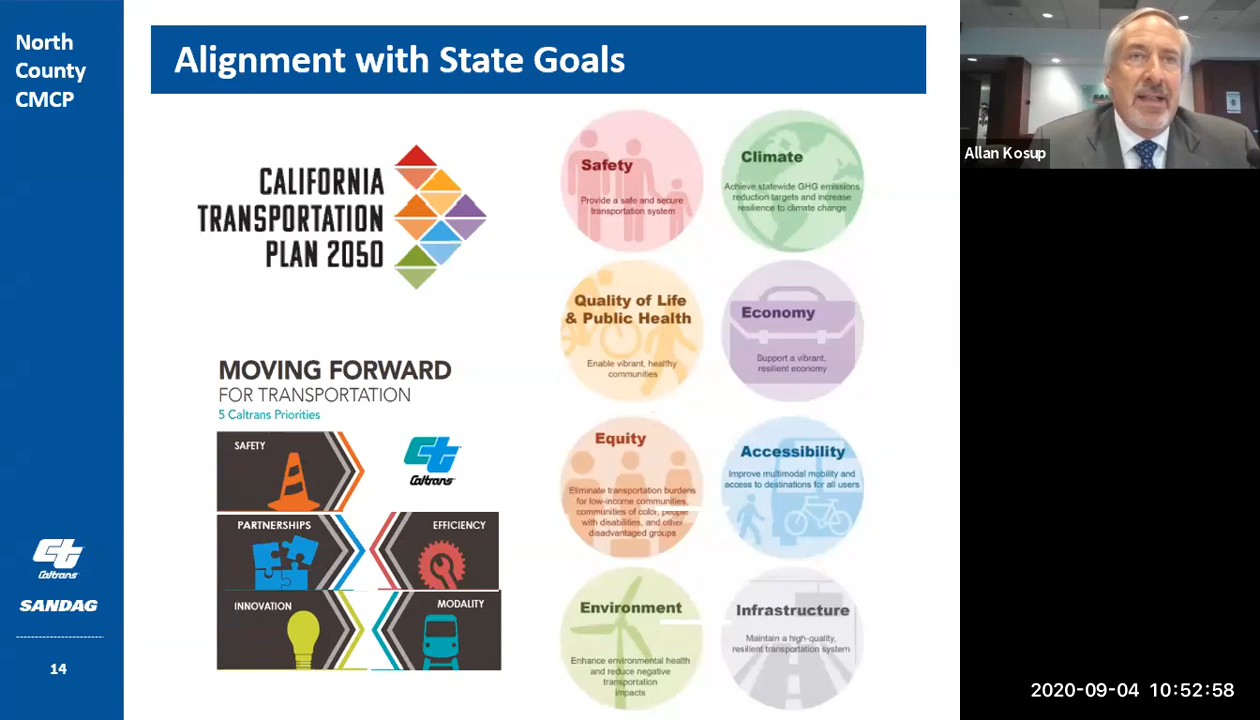 North
County
CMCP
Alignment with State Goals
CALIFORNIA
TRANSPORTATION
PLAN 2050
MOVING FORWARD
FOR TRANSPORTATION
5 Caltrans Priorities
SAFETY
Caltrans
PARTNERSHIPS
EFFICIENCY
INNOVATION
MODALITY
Safety
Provide a safe and secure
transportation system
Climate
Achieve statewide GHG emissions
reduction targets and increase
resilience to climate change
Quality of Life
& Public Health
Enable vibrant, healthy
communities
Economy
Support a vibrant,
resilient economy
Equity
Eliminate transportation burdens
for low-income communities,
communities of color, people
with disabilities, and other
disadvantaged groups
Accessibility
Improve multimodal mobility and
access to destinations for all users
Environment
Enhance environmental health
and reduce negative
transportation
impacts
Infrastructure
Maintain a high-quality,
resilient transportation system
Caltrans
SANDAG
14
Allan Kosup
2020-09-04 10:52:58